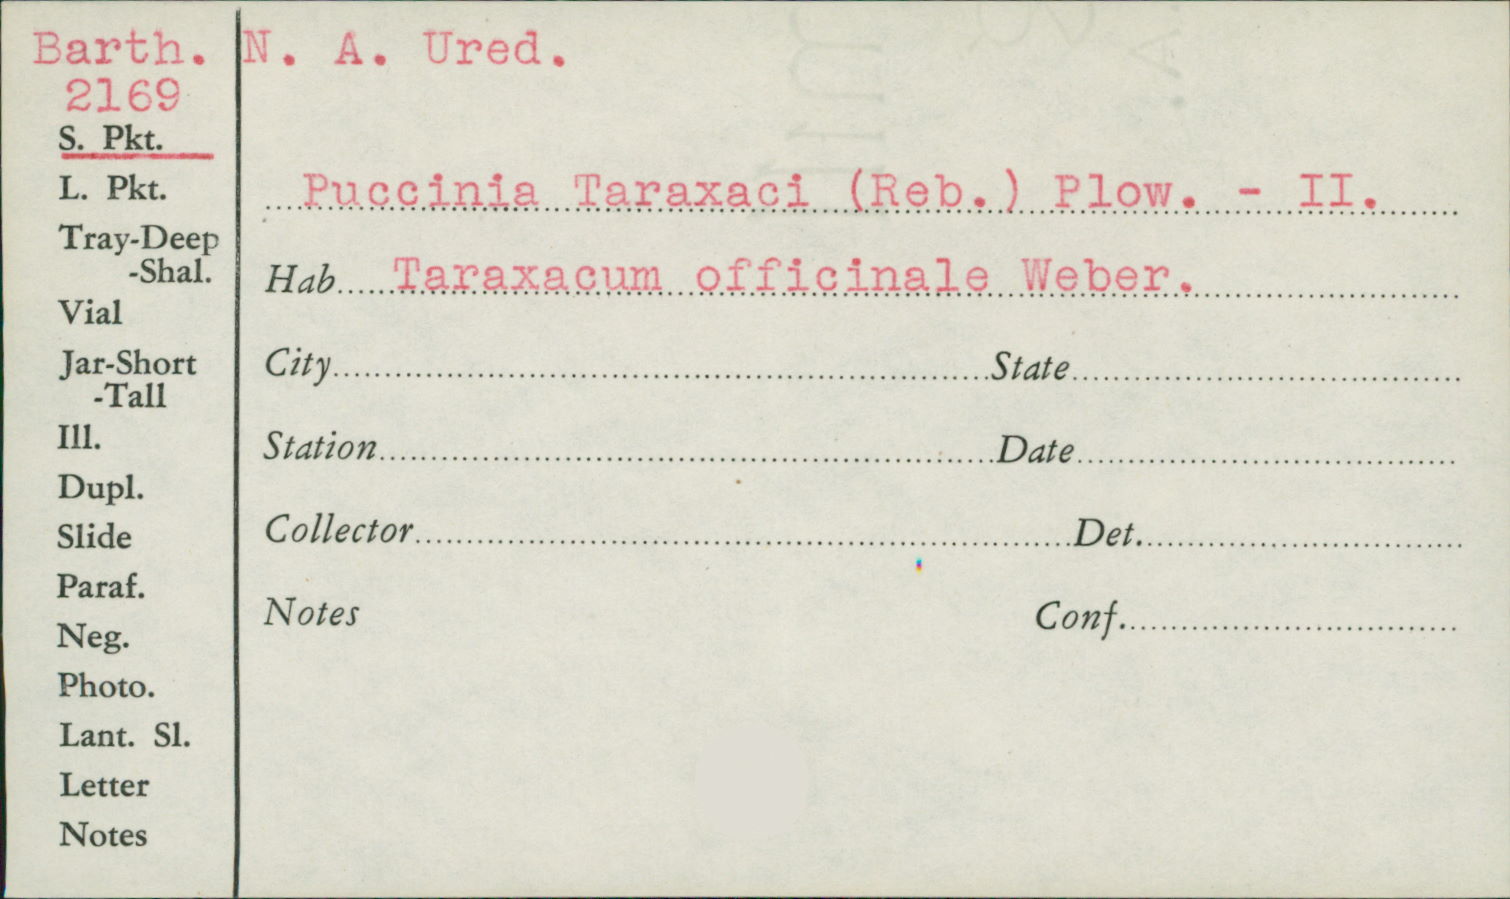 Barth. N. A. Ured.
2169
S. Pkt.
L. Pkt.
Tray-Deep
-Shal.
Vial
Jar-Short
-Tall
Ill.
Dupl.
Slide
Paraf.
Neg.
Photo.
Lant. Sl.
Letter
Notes
Puccinia Taraxaci (Reb.) Plow. - II.
Hab Taraxacum officinale Weber.
City State
Station Date
Collector Det.
Notes Conf.